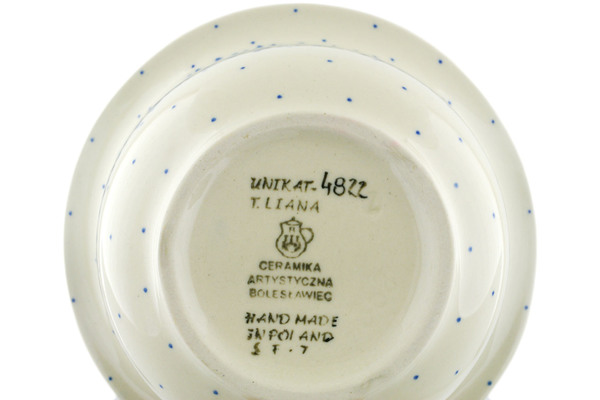 UNIKAT-4822
T.LIANA
CERAMIKA
ARTYSTYCZNA
BOLESŁAWIEC
HAND MADE
IN POLAND